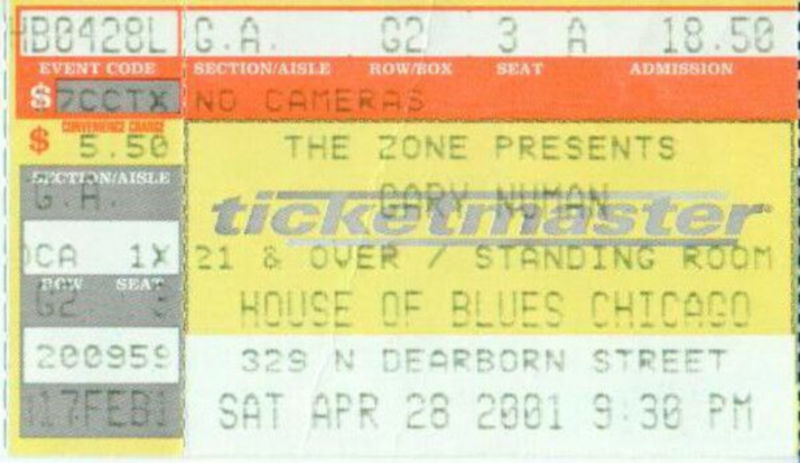 HB0428L G.A. G2 3 A 18.50
EVENT CODE SECTION/AISLE ROW/BOX SEAT ADMISSION
$ 7CCTX NO CAMERAS
CONVENIENCE CHARGE
$ 5.50 THE ZONE PRESENTS
SECTION/AISLE
G.A. GARY NUMAN
ticketmaster®
CA 1X 21 & OVER / STANDING ROOM
ROW SEAT
G2 3 HOUSE OF BLUES CHICAGO
200959 329 N DEARBORN STREET
17FEB1 SAT APR 28 2001 9:30 PM